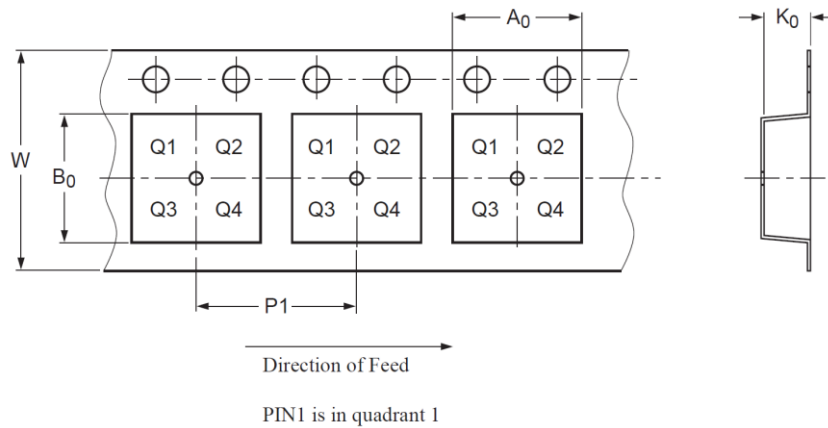 A0 K0
W
B0
Q1 Q2 Q1 Q2 Q1 Q2
Q3 Q4 Q3 Q4 Q3 Q4
P1
Direction of Feed
PIN1 is in quadrant 1